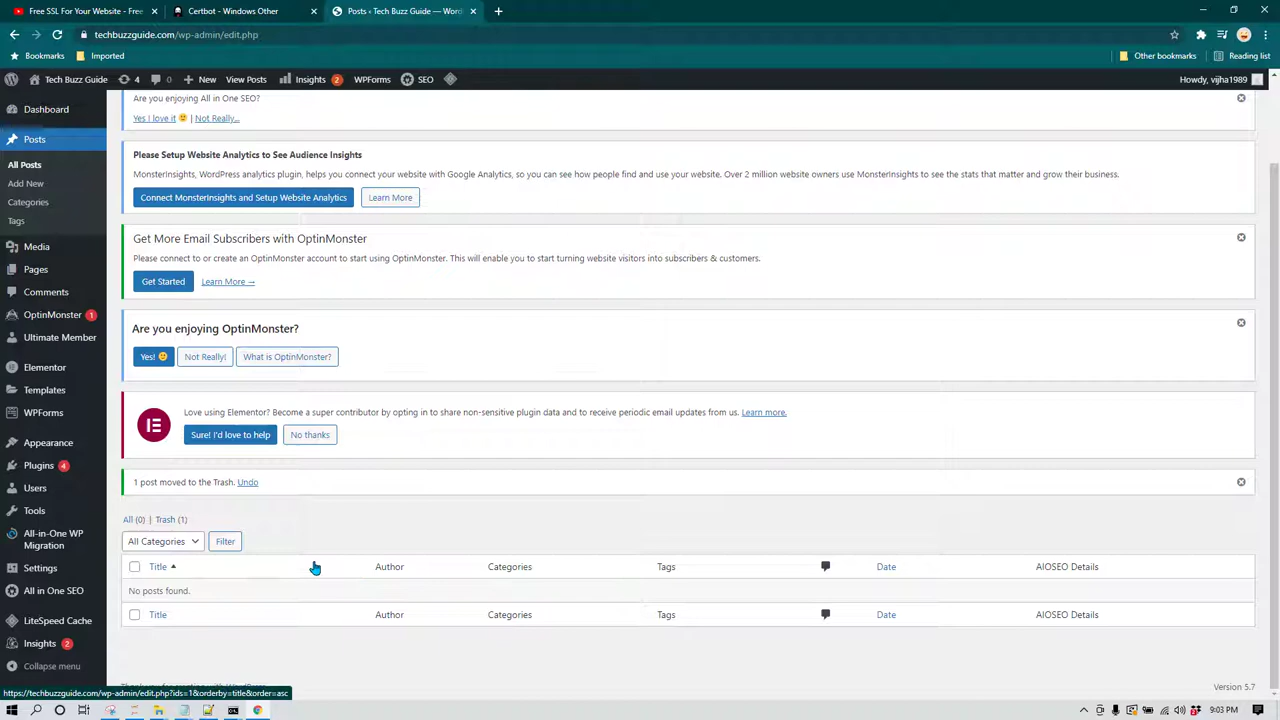 Free SSL For Your Website - Free
Certbot - Windows Other
Posts ‹ Tech Buzz Guide — Wor
techbuzzguide.com/wp-admin/edit.php
Bookmarks
Imported
Other bookmarks
Reading list
Tech Buzz Guide
4
0
New
View Posts
Insights
2
WPForms
SEO
Howdy, vijha1989
Dashboard
Posts
All Posts
Add New
Categories
Tags
Media
Pages
Comments
OptinMonster
1
Ultimate Member
Elementor
Templates
WPForms
Appearance
Plugins
4
Users
Tools
All-in-One WP
Migration
Settings
All in One SEO
LiteSpeed Cache
Insights
2
Collapse menu
Are you enjoying All in One SEO?
Yes I love it | Not Really...
Please Setup Website Analytics to See Audience Insights
MonsterInsights, WordPress analytics plugin, helps you connect your website with Google Analytics, so you can see how people find and use your website. Over 2 million website owners use MonsterInsights to see the stats that matter and grow their business.
Connect MonsterInsights and Setup Website Analytics
Learn More
Get More Email Subscribers with OptinMonster
Please connect to or create an OptinMonster account to start using OptinMonster. This will enable you to start turning website visitors into subscribers & customers.
Get Started
Learn More →
Are you enjoying OptinMonster?
Yes!
Not Really!
What is OptinMonster?
Love using Elementor? Become a super contributor by opting in to share non-sensitive plugin data and to receive periodic email updates from us. Learn more.
Sure! I'd love to help
No thanks
1 post moved to the Trash. Undo
All (0) | Trash (1)
All Categories
Filter
Title
Author
Categories
Tags
Date
AIOSEO Details
No posts found.
Title
Author
Categories
Tags
Date
AIOSEO Details
Version 5.7
https://techbuzzguide.com/wp-admin/edit.php?ids=1&orderby=title&order=asc
9:03 PM